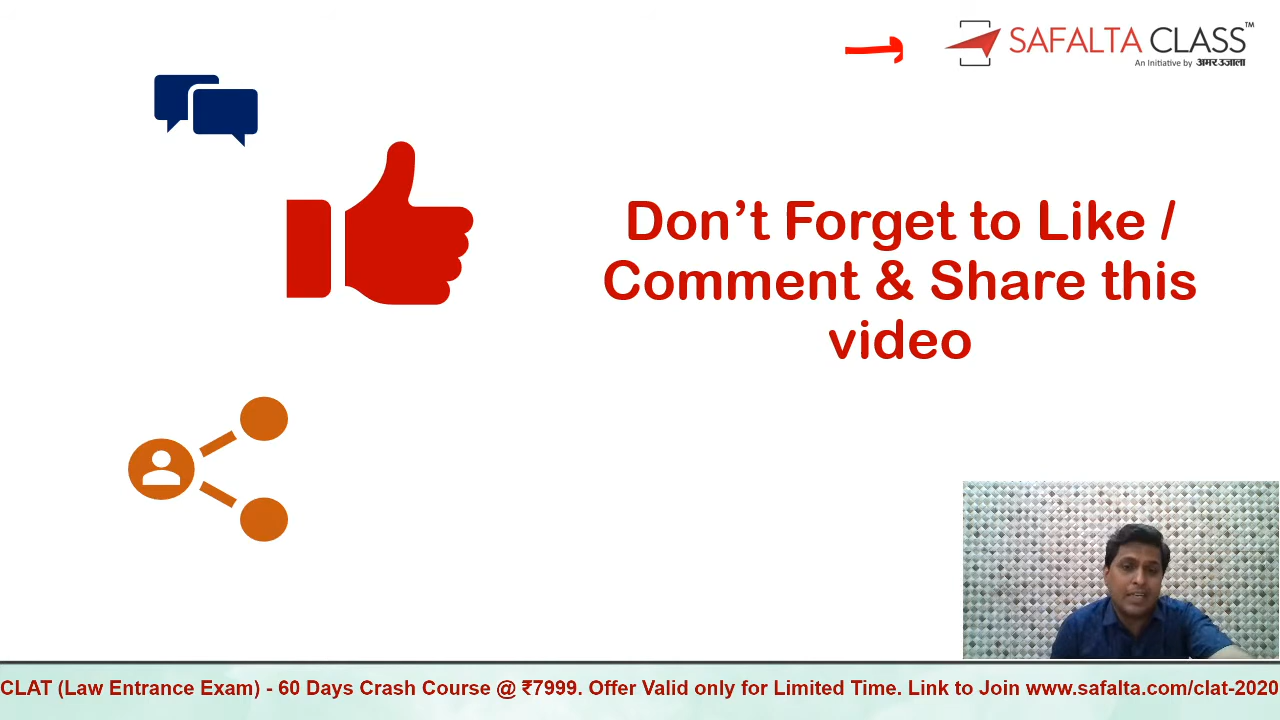 SAFALTA CLASS™
An Initiative by अमर उजाला
Don’t Forget to Like /
Comment & Share this
video
CLAT (Law Entrance Exam) - 60 Days Crash Course @ ₹7999. Offer Valid only for Limited Time. Link to Join www.safalta.com/clat-2020